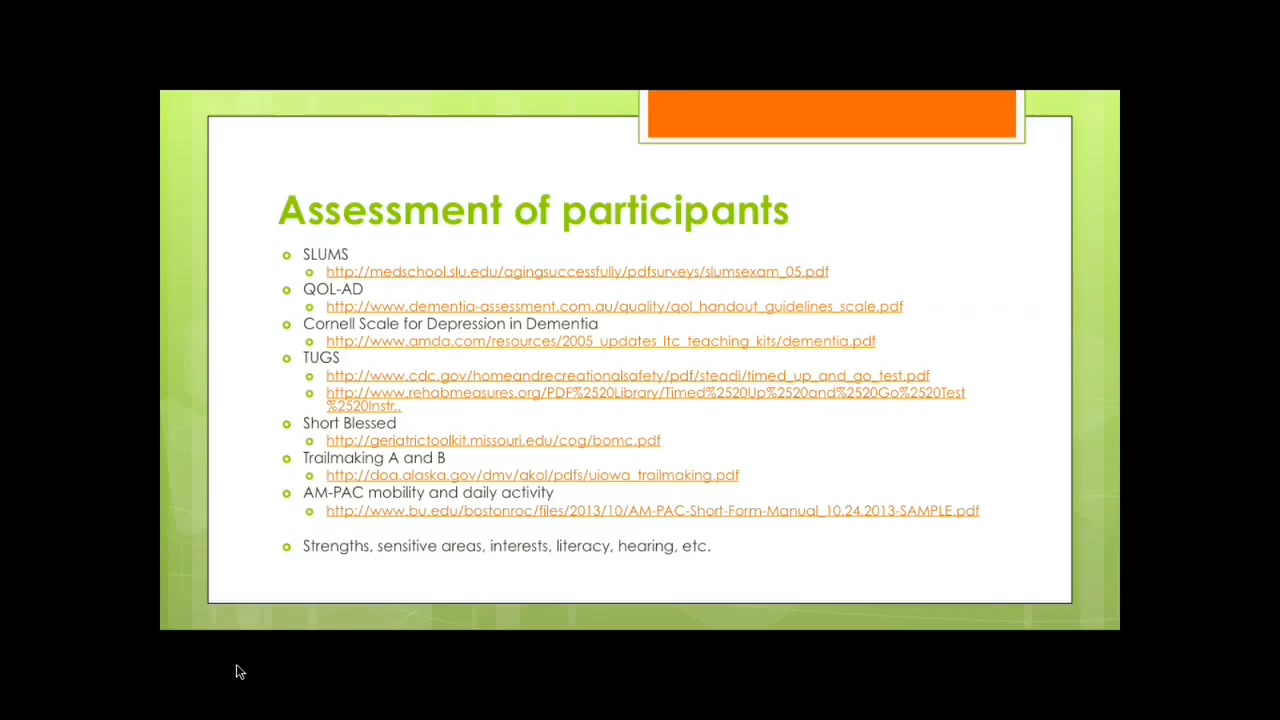 Assessment of participants
SLUMS
http://medschool.slu.edu/agingsuccessfully/pdfsurveys/slumsexam_05.pdf
QOL-AD
http://www.dementia-assessment.com.au/quality/qol_handout_guidelines_scale.pdf
Cornell Scale for Depression in Dementia
http://www.amda.com/resources/2005_updates_ltc_teaching_kits/dementia.pdf
TUGS
http://www.cdc.gov/homeandrecreationalsafety/pdf/steadi/timed_up_and_go_test.pdf
http://www.rehabmeasures.org/PDF%2520Library/Timed%2520Up%2520and%2520Go%2520Test
%2520Instr..
Short Blessed
http://geriatrictoolkit.missouri.edu/cog/bomc.pdf
Trailmaking A and B
http://doa.alaska.gov/dmv/akol/pdfs/uiowa_trailmaking.pdf
AM-PAC mobility and daily activity
http://www.bu.edu/bostonroc/files/2013/10/AM-PAC-Short-Form-Manual_10.24.2013-SAMPLE.pdf
Strengths, sensitive areas, interests, literacy, hearing, etc.